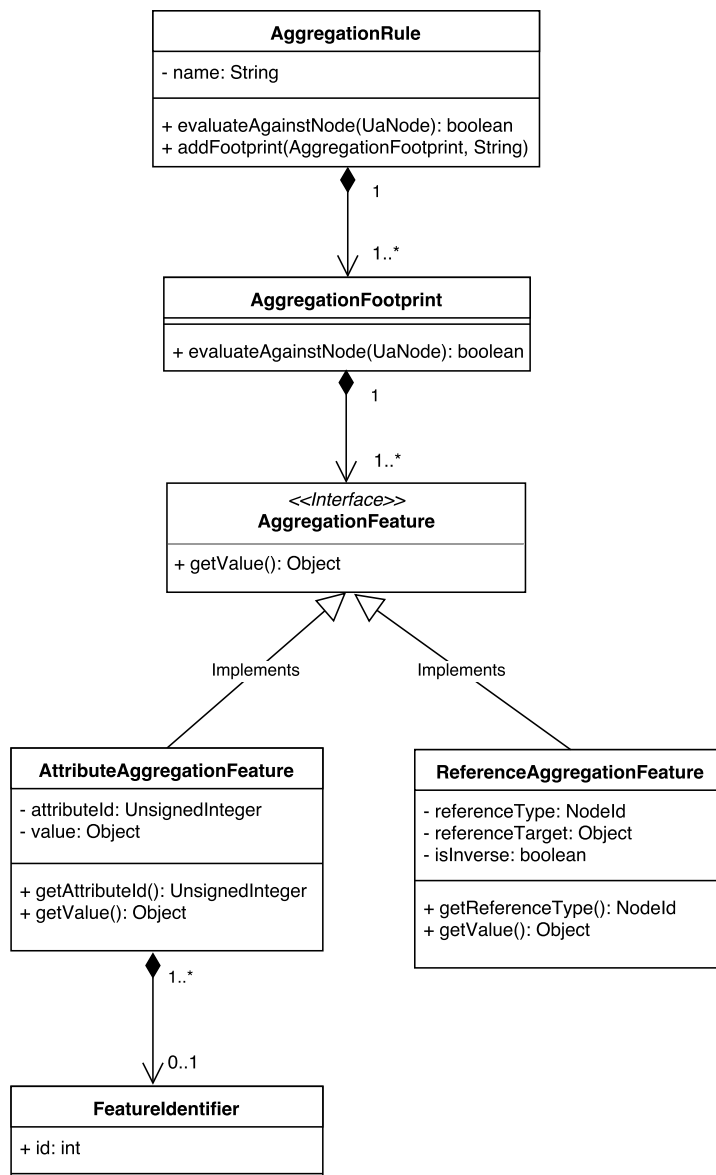 AggregationRule
- name: String
+ evaluateAgainstNode(UaNode): boolean
+ addFootprint(AggregationFootprint, String)
1
1..*
AggregationFootprint
+ evaluateAgainstNode(UaNode): boolean
1
1..*
<<Interface>>
AggregationFeature
+ getValue(): Object
Implements
Implements
AttributeAggregationFeature
- attributeId: UnsignedInteger
- value: Object
+ getAttributeId(): UnsignedInteger
+ getValue(): Object
ReferenceAggregationFeature
- referenceType: NodeId
- referenceTarget: Object
- isInverse: boolean
+ getReferenceType(): NodeId
+ getValue(): Object
1..*
0..1
FeatureIdentifier
+ id: int